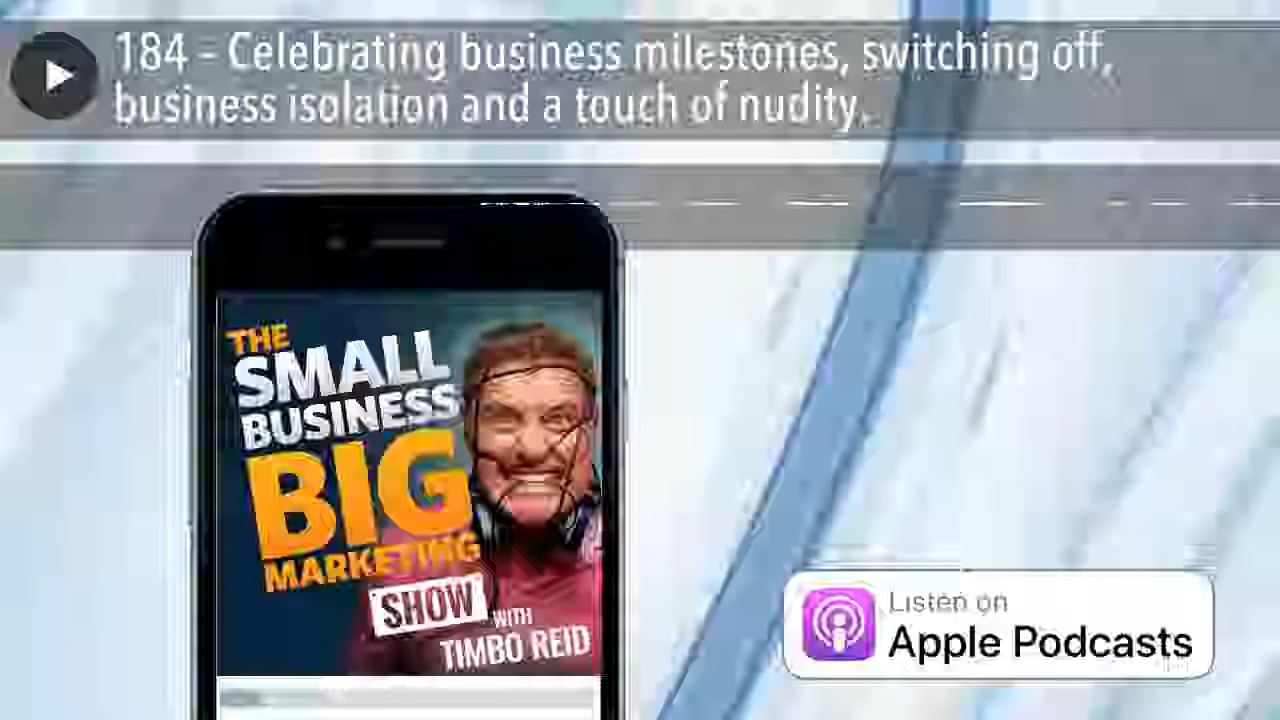 184 - Celebrating business milestones, switching off,
business isolation and a touch of nudity.
THE
SMALL
BUSINESS
BIG
MARKETING
SHOW
WITH
TIMBO REID
Listen on
Apple Podcasts